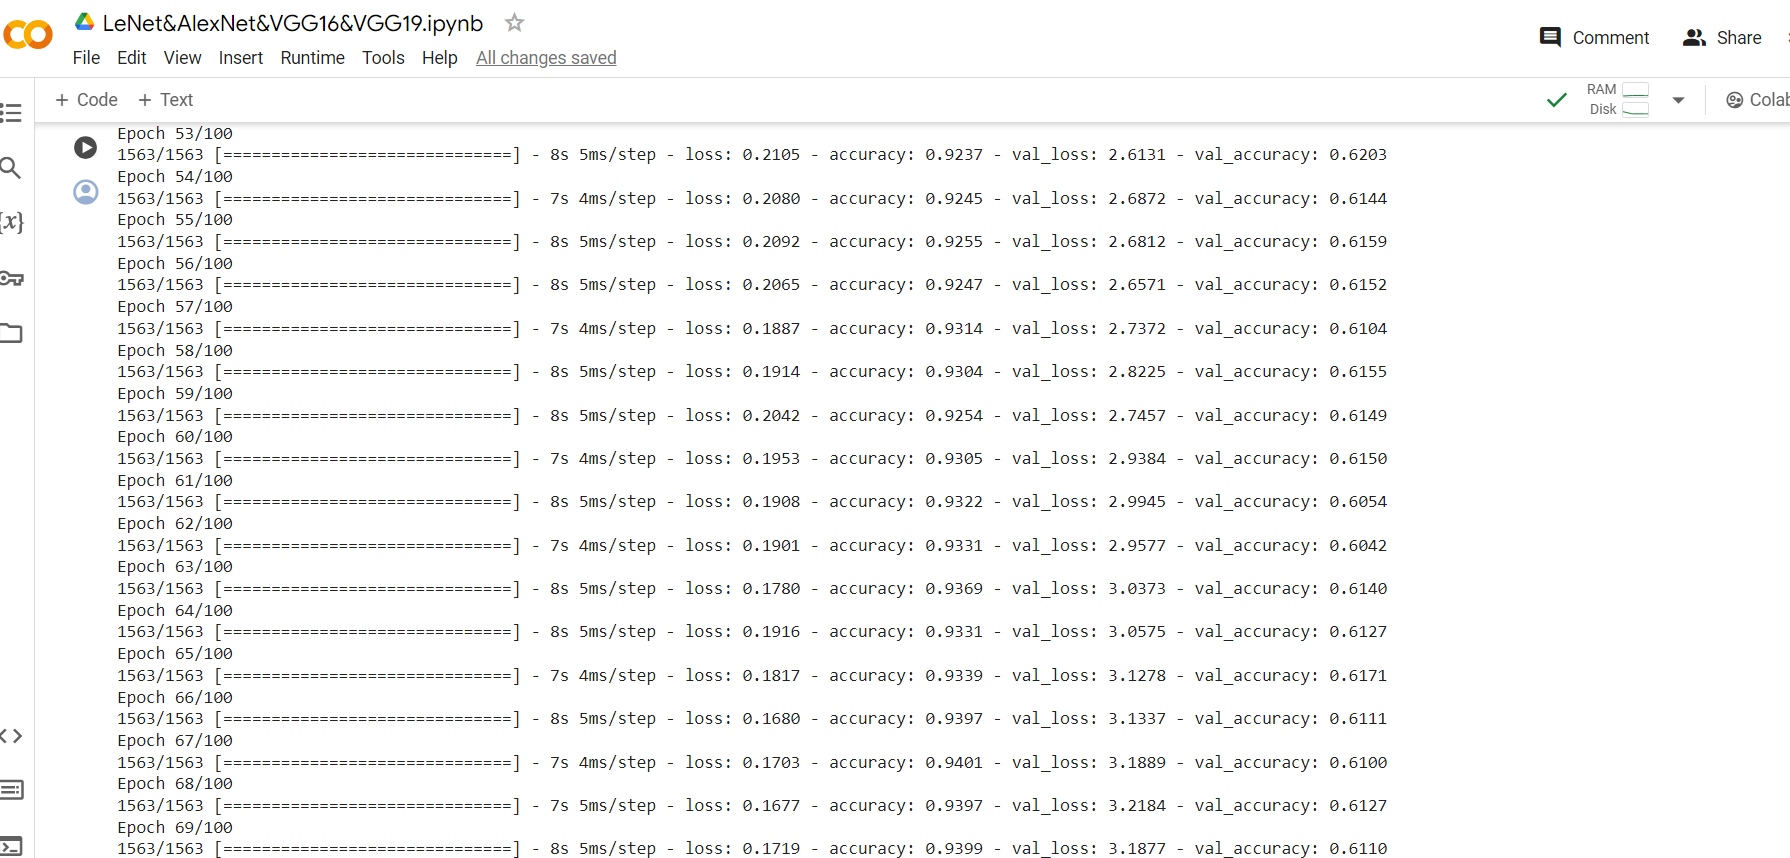 LeNet&AlexNet&VGG16&VGG19.ipynb
File Edit View Insert Runtime Tools Help All changes saved
Comment Share
+ Code + Text
RAM
Disk
Colab
Epoch 53/100
1563/1563 [==============================] - 8s 5ms/step - loss: 0.2105 - accuracy: 0.9237 - val_loss: 2.6131 - val_accuracy: 0.6203
Epoch 54/100
1563/1563 [==============================] - 7s 4ms/step - loss: 0.2080 - accuracy: 0.9245 - val_loss: 2.6872 - val_accuracy: 0.6144
Epoch 55/100
1563/1563 [==============================] - 8s 5ms/step - loss: 0.2092 - accuracy: 0.9255 - val_loss: 2.6812 - val_accuracy: 0.6159
Epoch 56/100
1563/1563 [==============================] - 8s 5ms/step - loss: 0.2065 - accuracy: 0.9247 - val_loss: 2.6571 - val_accuracy: 0.6152
Epoch 57/100
1563/1563 [==============================] - 7s 4ms/step - loss: 0.1887 - accuracy: 0.9314 - val_loss: 2.7372 - val_accuracy: 0.6104
Epoch 58/100
1563/1563 [==============================] - 8s 5ms/step - loss: 0.1914 - accuracy: 0.9304 - val_loss: 2.8225 - val_accuracy: 0.6155
Epoch 59/100
1563/1563 [==============================] - 8s 5ms/step - loss: 0.2042 - accuracy: 0.9254 - val_loss: 2.7457 - val_accuracy: 0.6149
Epoch 60/100
1563/1563 [==============================] - 7s 4ms/step - loss: 0.1953 - accuracy: 0.9305 - val_loss: 2.9384 - val_accuracy: 0.6150
Epoch 61/100
1563/1563 [==============================] - 8s 5ms/step - loss: 0.1908 - accuracy: 0.9322 - val_loss: 2.9945 - val_accuracy: 0.6054
Epoch 62/100
1563/1563 [==============================] - 7s 4ms/step - loss: 0.1901 - accuracy: 0.9331 - val_loss: 2.9577 - val_accuracy: 0.6042
Epoch 63/100
1563/1563 [==============================] - 8s 5ms/step - loss: 0.1780 - accuracy: 0.9369 - val_loss: 3.0373 - val_accuracy: 0.6140
Epoch 64/100
1563/1563 [==============================] - 8s 5ms/step - loss: 0.1916 - accuracy: 0.9331 - val_loss: 3.0575 - val_accuracy: 0.6127
Epoch 65/100
1563/1563 [==============================] - 7s 4ms/step - loss: 0.1817 - accuracy: 0.9339 - val_loss: 3.1278 - val_accuracy: 0.6171
Epoch 66/100
1563/1563 [==============================] - 8s 5ms/step - loss: 0.1680 - accuracy: 0.9397 - val_loss: 3.1337 - val_accuracy: 0.6111
Epoch 67/100
1563/1563 [==============================] - 7s 4ms/step - loss: 0.1703 - accuracy: 0.9401 - val_loss: 3.1889 - val_accuracy: 0.6100
Epoch 68/100
1563/1563 [==============================] - 7s 5ms/step - loss: 0.1677 - accuracy: 0.9397 - val_loss: 3.2184 - val_accuracy: 0.6127
Epoch 69/100
1563/1563 [==============================] - 8s 5ms/step - loss: 0.1719 - accuracy: 0.9399 - val_loss: 3.1877 - val_accuracy: 0.6110